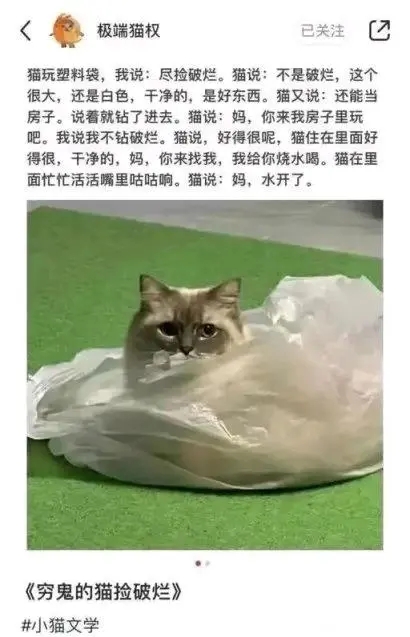 极端猫权
已关注
猫玩塑料袋，我说：尽捡破烂。猫说：不是破烂，这个
很大，还是白色，干净的，是好东西。猫又说：还能当
房子。说着就钻了进去。猫说：妈，你来我房子里玩
吧。我说我不钻破烂。猫说，好得很呢，猫住在里面好
得很，干净的，妈，你来找我，我给你烧水喝。猫在里
面忙忙活活嘴里咕咕响。猫说：妈，水开了。
《穷鬼的猫捡破烂》
#小猫文学